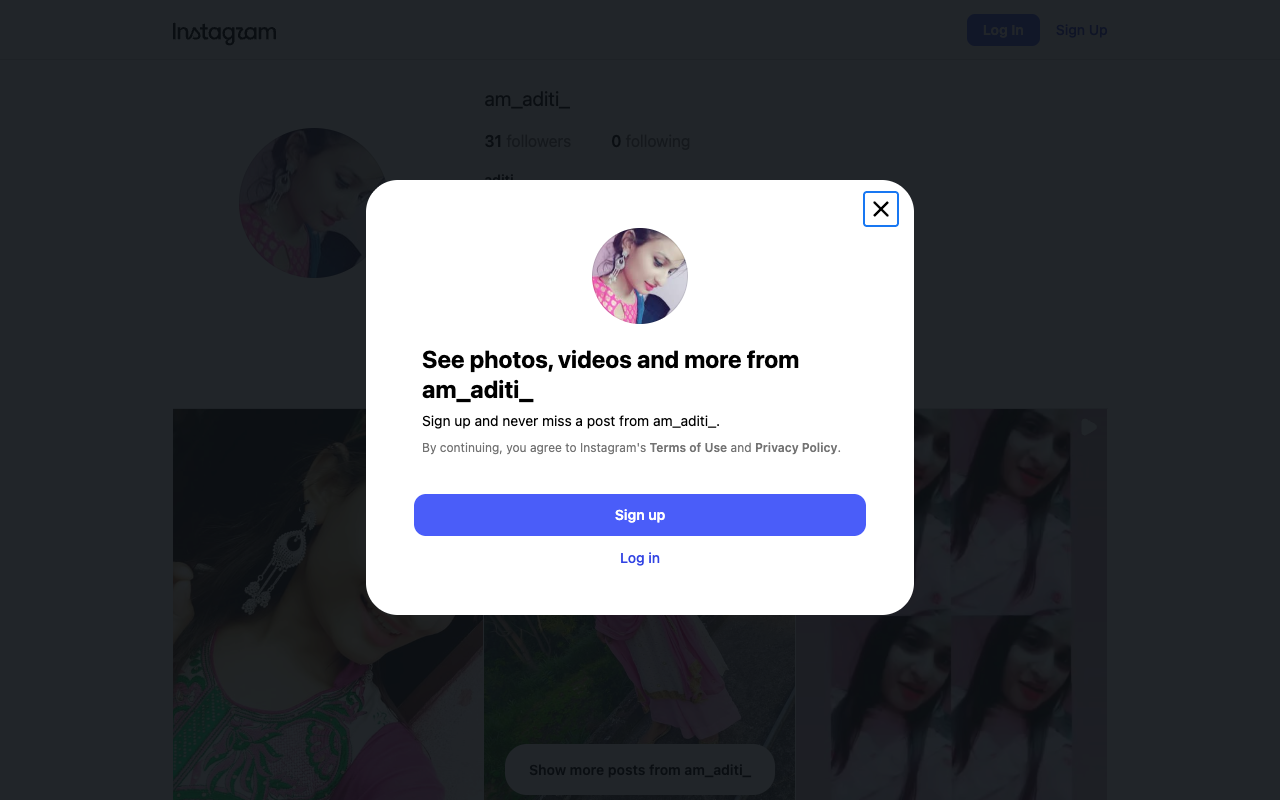 Instagram
Log In
Sign Up
am_aditi_
31 followers
0 following
aditi
See photos, videos and more from
am_aditi_
Sign up and never miss a post from am_aditi_.
By continuing, you agree to Instagram's Terms of Use and Privacy Policy.
Sign up
Log in
Show more posts from am_aditi_